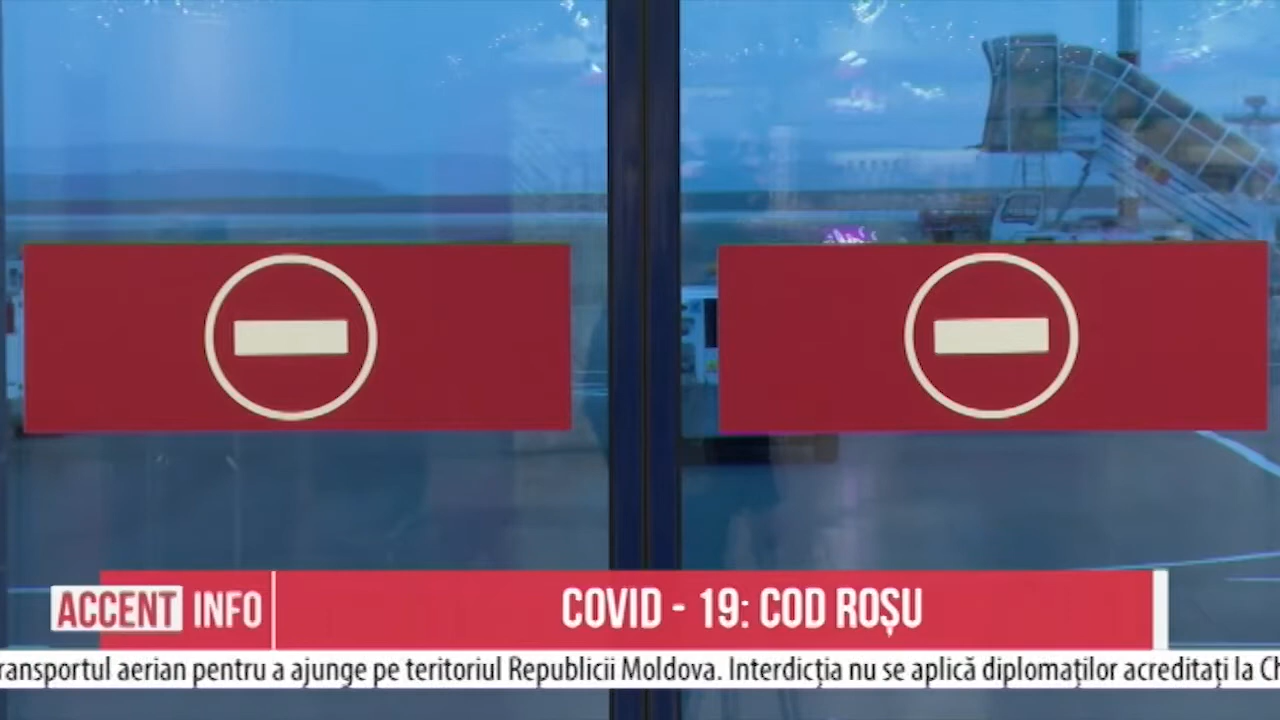 ACCENT INFO
COVID - 19: COD ROȘU
ransportul aerian pentru a ajunge pe teritoriul Republicii Moldova. Interdicția nu se aplică diplomaților acreditați la Ch